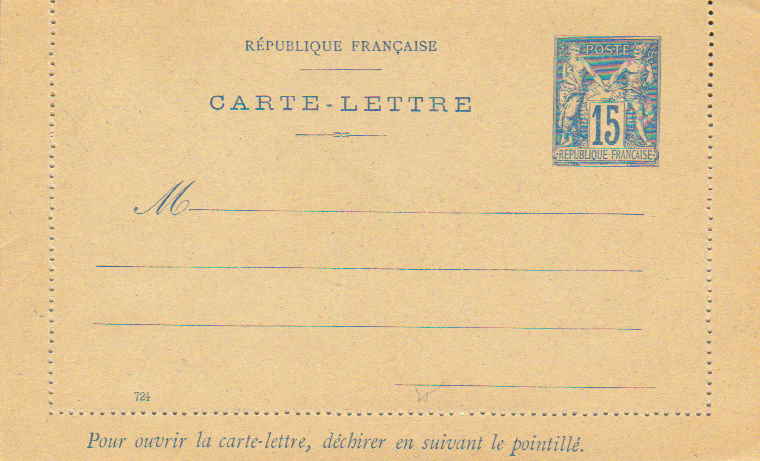 RÉPUBLIQUE FRANÇAISE
POSTE
CARTE-LETTRE
15
RÉPUBLIQUE FRANÇAISE
M
724
Pour ouvrir la carte-lettre, déchirer en suivant le pointillé.